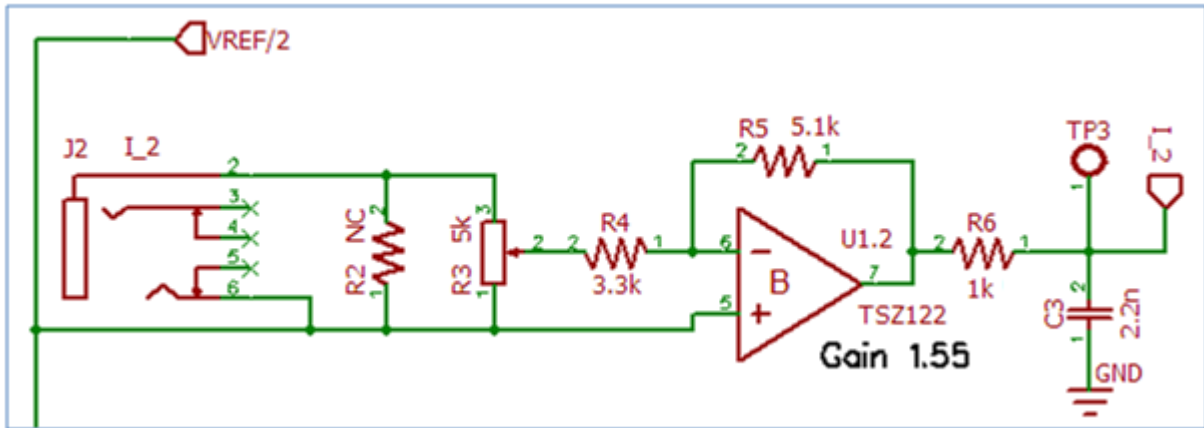 VREF/2
J2 I_2
2
3
4
5
6
R2 NC
2
1
R3 5k
3
2
1
2 R4 1
3.3k
R5 5.1k
2 1
6
5
B
7
U1.2
TSZ122
Gain 1.55
2 R6 1
1k
TP3
1
I_2
C3 2.2n
2
1
GND